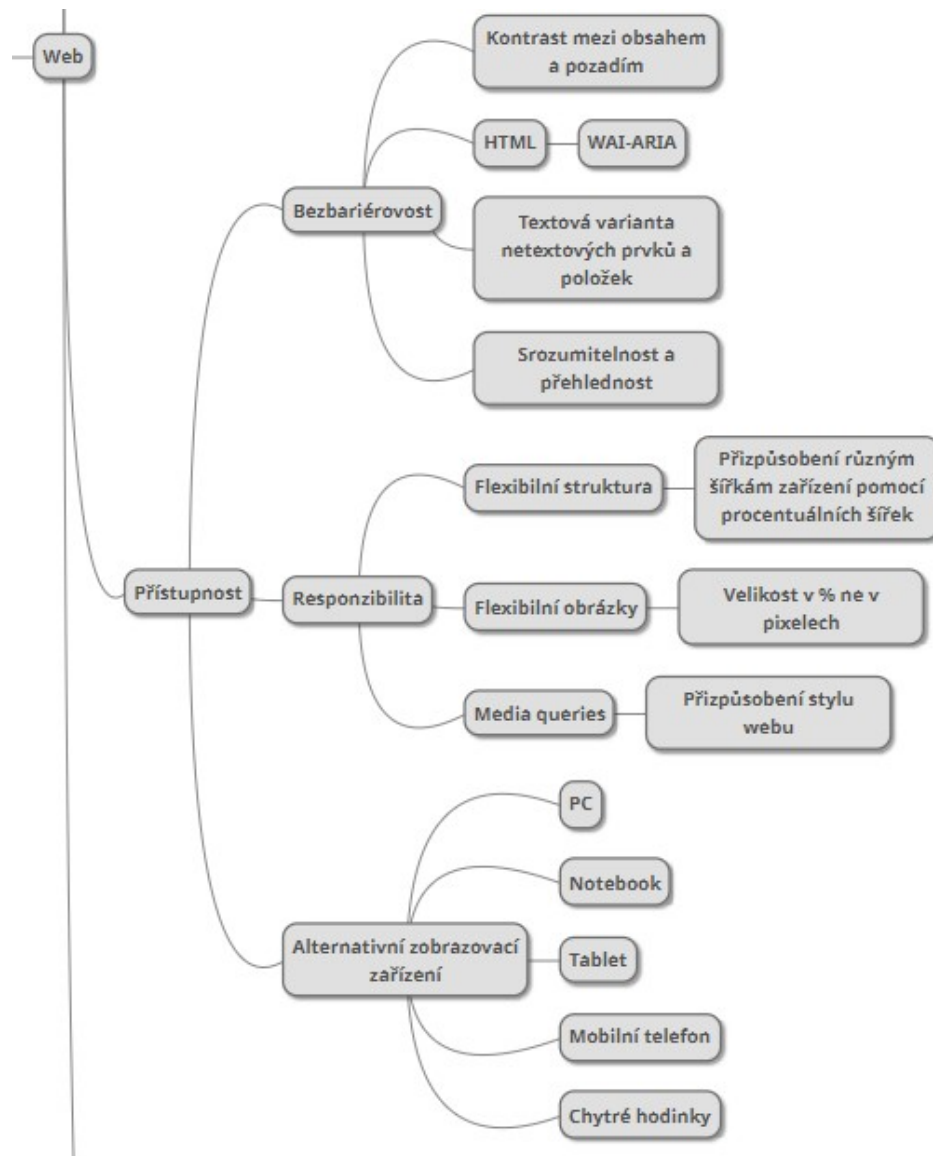 Web
Kontrast mezi obsahem
a pozadím
HTML
WAI-ARIA
Bezbariérovost
Textová varianta
netextových prvků a
položek
Srozumitelnost a
přehlednost
Přístupnost
Responzibilita
Flexibilní struktura
Přizpůsobení různým
šířkám zařízení pomocí
procentuálních šířek
Flexibilní obrázky
Velikost v % ne v
pixelech
Media queries
Přizpůsobení stylu
webu
Alternativní zobrazovací
zařízení
PC
Notebook
Tablet
Mobilní telefon
Chytré hodinky